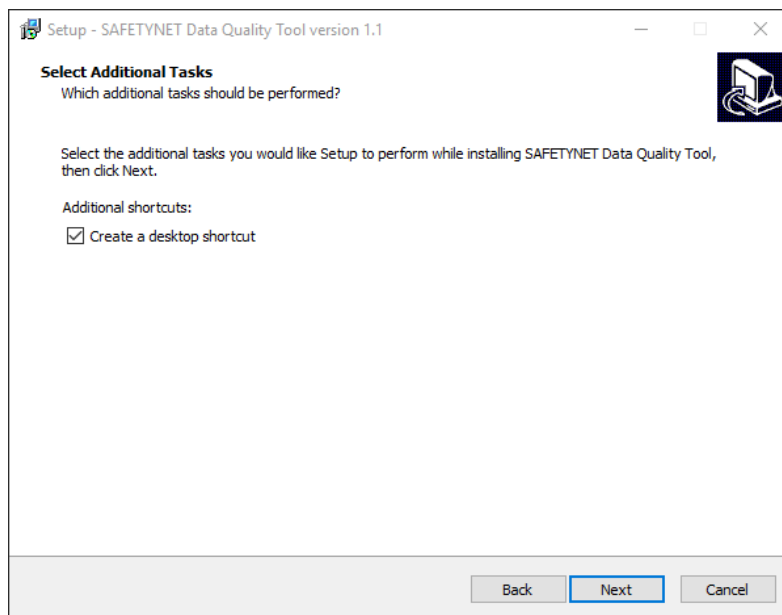 Setup - SAFETYNET Data Quality Tool version 1.1
Select Additional Tasks
Which additional tasks should be performed?
Select the additional tasks you would like Setup to perform while installing SAFETYNET Data Quality Tool,
then click Next.
Additional shortcuts:
Create a desktop shortcut
Back
Next
Cancel